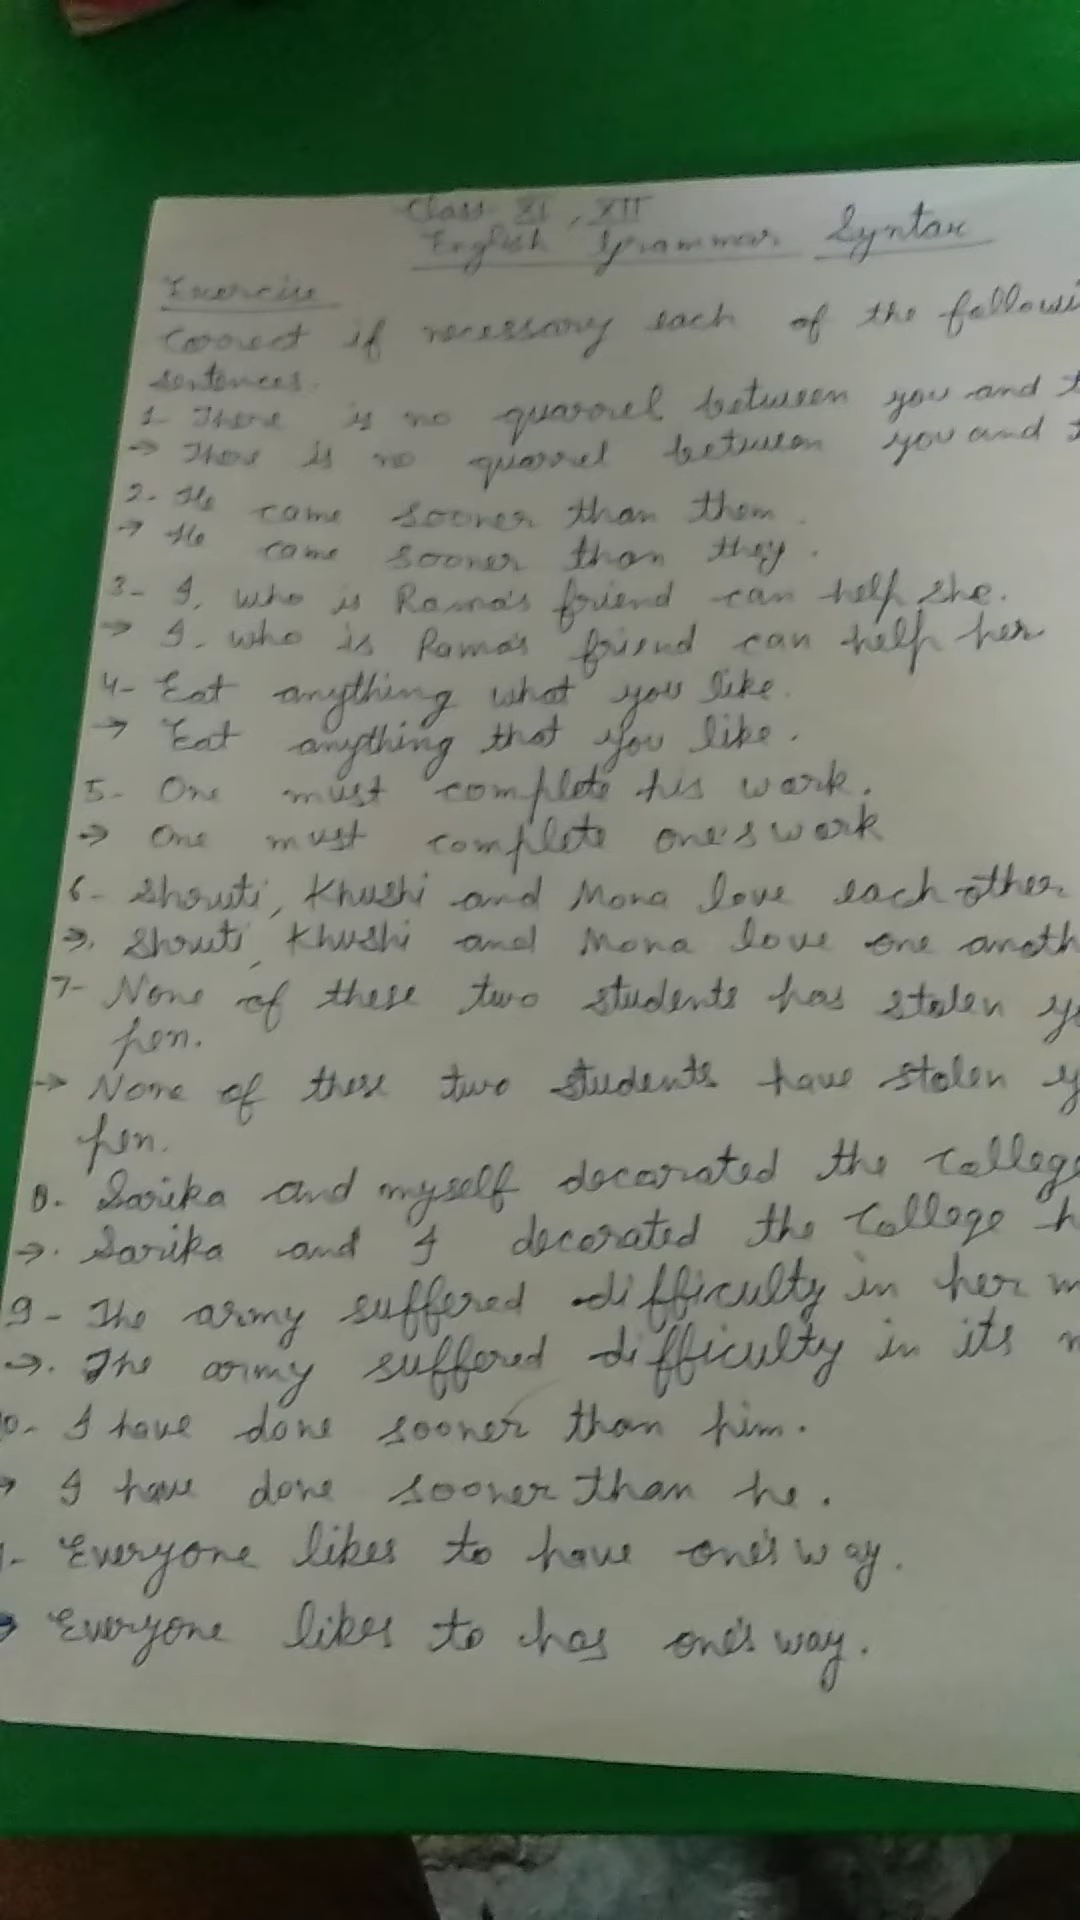 Class XI, XII
English Grammar Syntax
Exercise
Correct if necessary each of the
sentences.
1- There is no quarrel between you and
→ There is no quarrel between you and
2- He came sooner than them.
→ He came sooner than they.
3- I, who is Rama's friend can help she.
→ I, who is Rama's friend can help her
4- Eat anything what you like.
→ Eat anything that you like.
5- One must complete his work.
→ One must complete one's work
6- Shruti, Khushi and Mona love each other
→. Shruti, Khushi and Mona love one
7- None of these two students has stolen
pen.
→ None of these two students have stolen
pen.
8. Sarika and myself decorated the College
→. Sarika and I decorated the College
9- The army suffered difficulty in her
→. The army suffered difficulty in its
10- I have done sooner than him.
→ I have done sooner than he.
- Everyone likes to have one's way.
→ Everyone likes to has one's way.